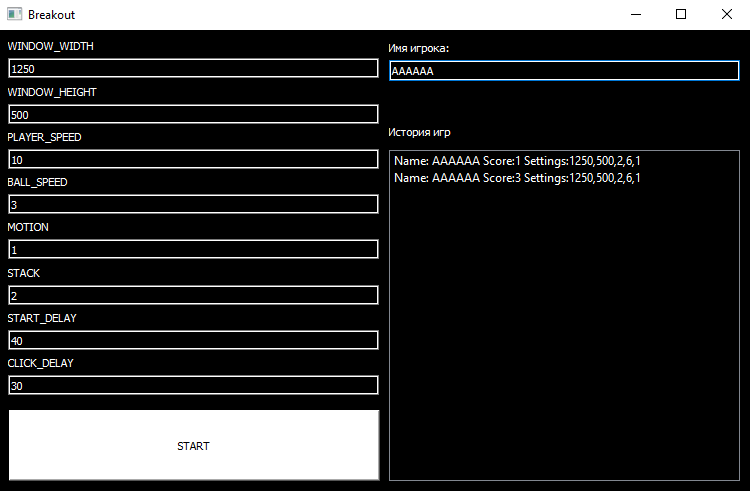 Breakout
WINDOW_WIDTH
1250
WINDOW_HEIGHT
500
PLAYER_SPEED
10
BALL_SPEED
3
MOTION
1
STACK
2
START_DELAY
40
CLICK_DELAY
30
START
Имя игрока:
AAAAAA
История игр
Name: AAAAAA Score:1 Settings:1250,500,2,6,1
Name: AAAAAA Score:3 Settings:1250,500,2,6,1